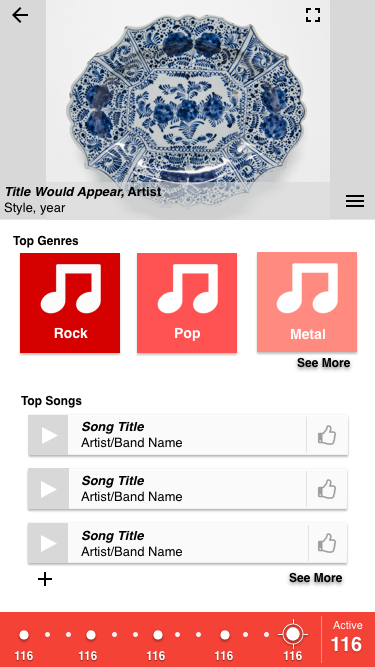 Title Would Appear, Artist
Style, year
Top Genres
Rock
Pop
Metal
See More
Top Songs
Song Title
Artist/Band Name
Song Title
Artist/Band Name
Song Title
Artist/Band Name
See More
116
116
116
116
116
Active
116